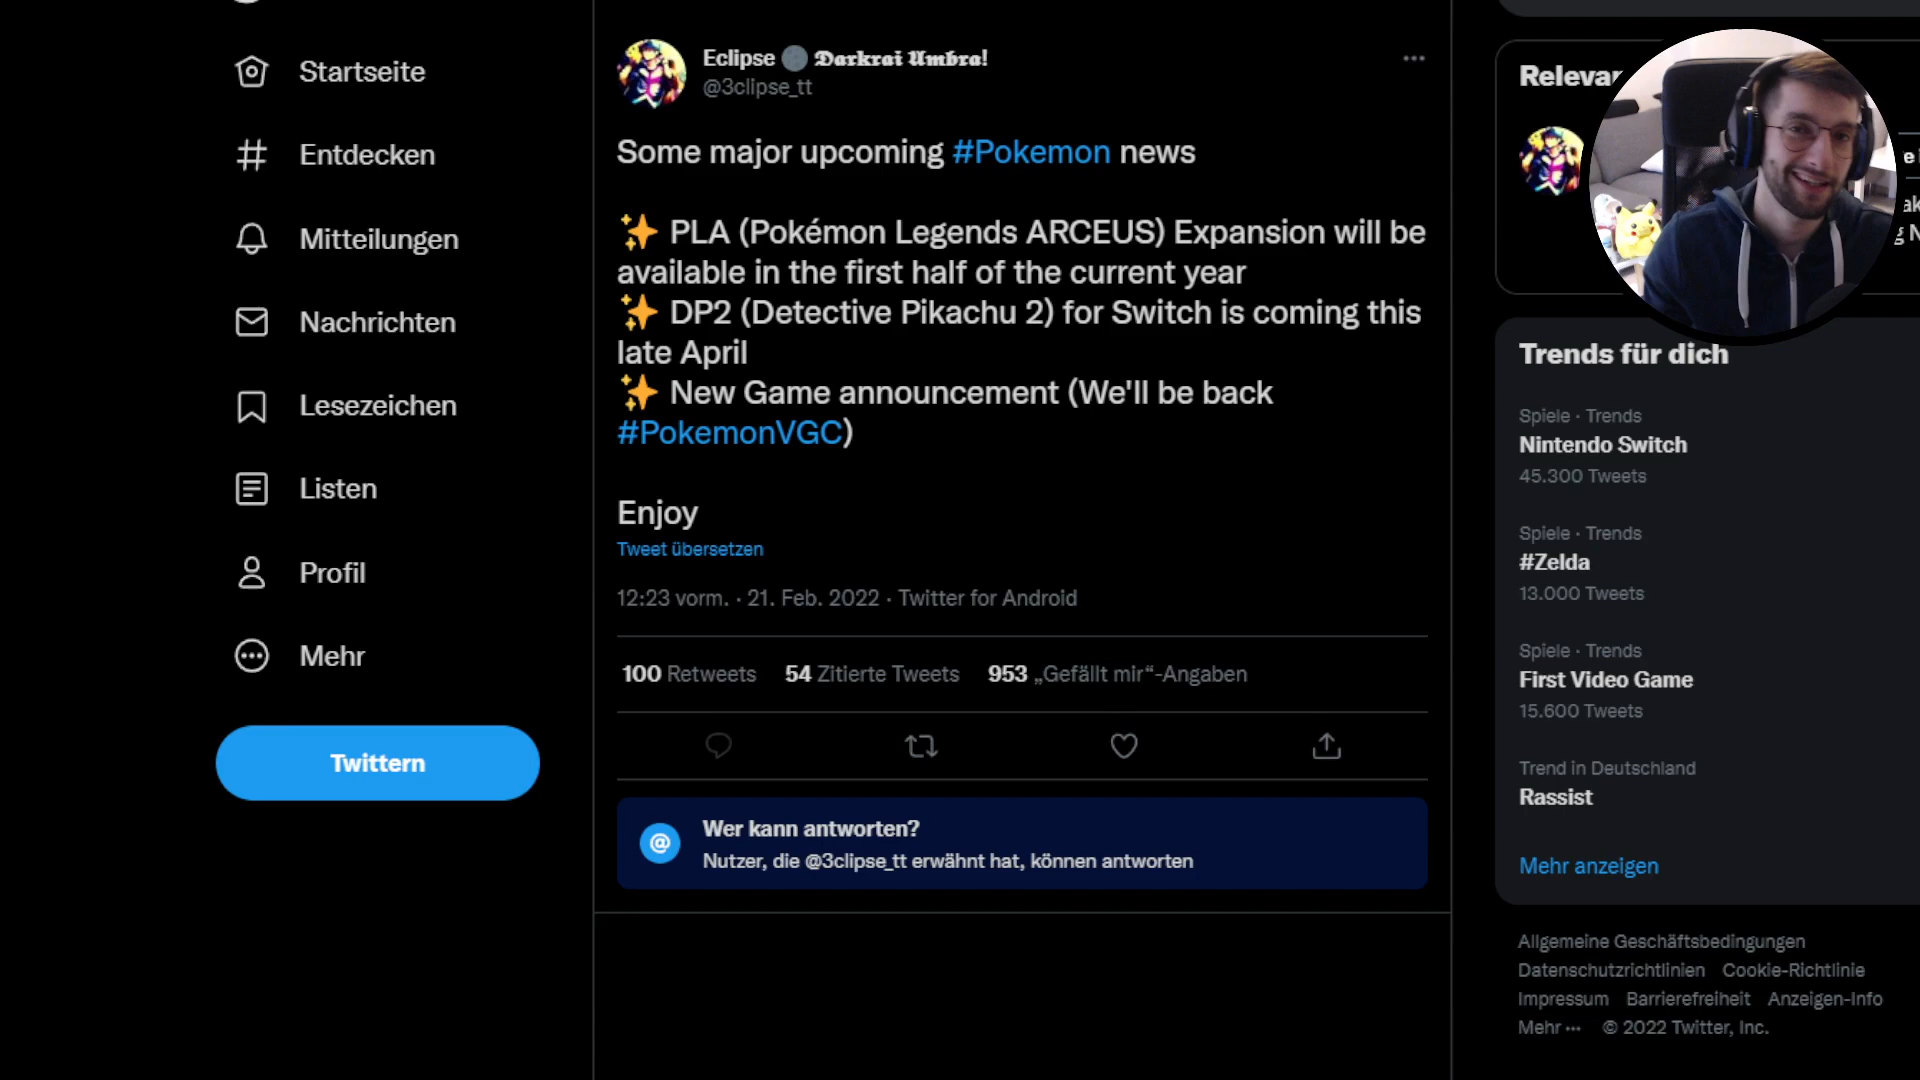 Startseite
Entdecken
Mitteilungen
Nachrichten
Lesezeichen
Listen
Profil
Mehr
Twittern
Eclipse 🌑 𝕯𝖆𝖗𝖐𝖗𝖆𝖎 𝖀𝖒𝖇𝖗𝖆!
@3clipse_tt
Some major upcoming #Pokemon news
✨ PLA (Pokémon Legends ARCEUS) Expansion will be
available in the first half of the current year
✨ DP2 (Detective Pikachu 2) for Switch is coming this
late April
✨ New Game announcement (We'll be back
#PokemonVGC)
Enjoy
Tweet übersetzen
12:23 vorm. · 21. Feb. 2022 · Twitter for Android
100 Retweets 54 Zitierte Tweets 953 „Gefällt mir“-Angaben
@
Wer kann antworten?
Nutzer, die @3clipse_tt erwähnt hat, können antworten
Trends für dich
Spiele · Trends
Nintendo Switch
45.300 Tweets
Spiele · Trends
#Zelda
13.000 Tweets
Spiele · Trends
First Video Game
15.600 Tweets
Trend in Deutschland
Rassist
Mehr anzeigen
Allgemeine Geschäftsbedingungen
Datenschutzrichtlinien Cookie-Richtlinie
Impressum Barrierefreiheit Anzeigen-Info
Mehr ··· © 2022 Twitter, Inc.